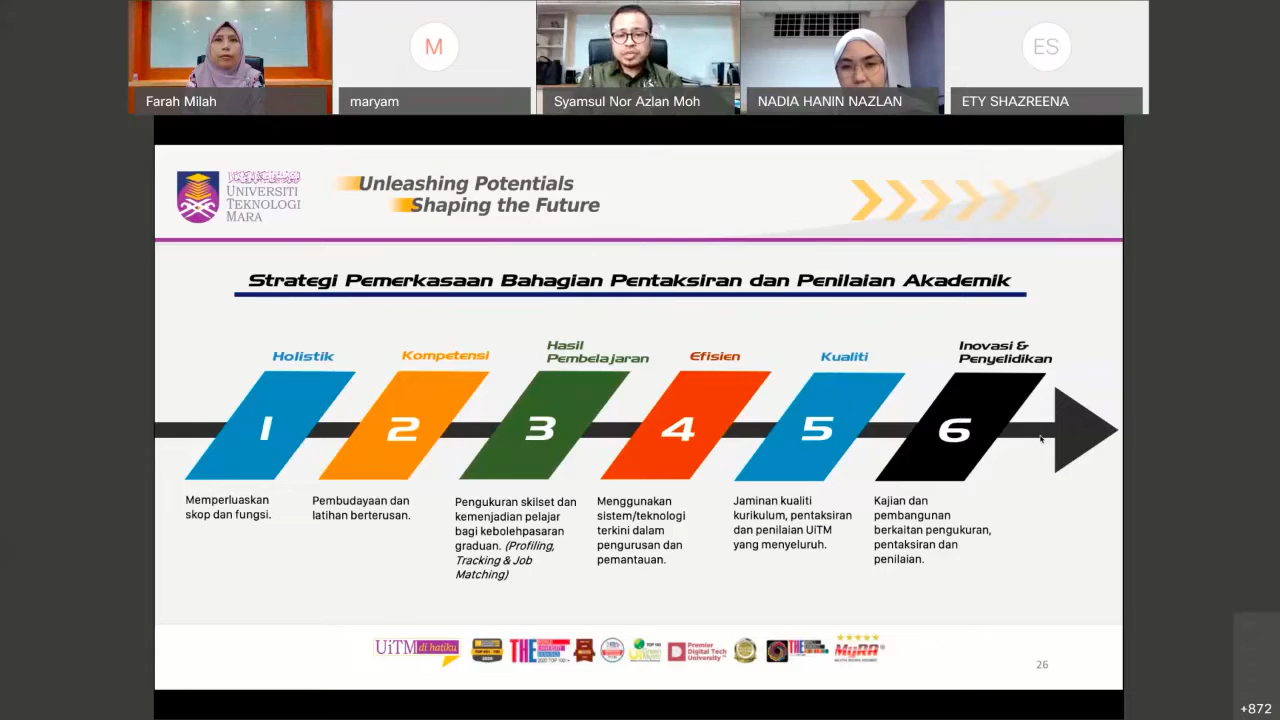 M
ES
Farah Milah
maryam
Syamsul Nor Azlan Moh
NADIA HANIN NAZLAN
ETY SHAZREENA
UNIVERSITI
TEKNOLOGI
MARA
Unleashing Potentials
Shaping the Future
Strategi Pemerkasaan Bahagian Pentaksiran dan Penilaian Akademik
Holistik
1
Memperluaskan
skop dan fungsi.
Kompetensi
2
Pembudayaan dan
latihan berterusan.
Hasil
Pembelajaran
3
Pengukuran skilset dan
kemenjadian pelajar
bagi kebolehpasaran
graduan. (Profiling,
Tracking & Job
Matching)
Efisien
4
Menggunakan
sistem/teknologi
terkini dalam
pengurusan dan
pemantauan.
Kualiti
5
Jaminan kualiti
kurikulum, pentaksiran
dan penilaian UiTM
yang menyeluruh.
Inovasi &
Penyelidikan
6
Kajian dan
pembangunan
berkaitan pengukuran,
pentaksiran dan
penilaian.
UiTM di hatiku
THE
Premier
Digital Tech
University
THE
MyRA
26
+872